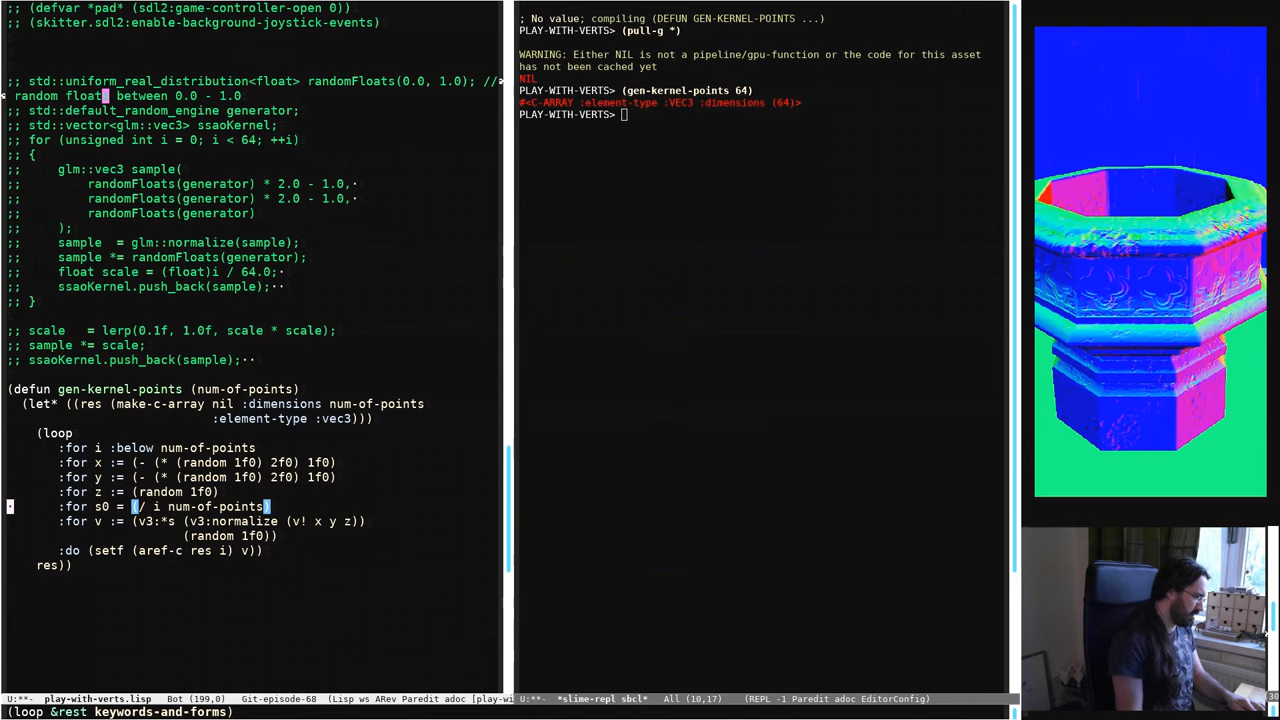 ;; (defvar *pad* (sdl2:game-controller-open 0))
;; (skitter.sdl2:enable-background-joystick-events)
;; std::uniform_real_distribution<float> randomFloats(0.0, 1.0); //
random floats between 0.0 - 1.0
;; std::default_random_engine generator;
;; std::vector<glm::vec3> ssaoKernel;
;; for (unsigned int i = 0; i < 64; ++i)
;; {
;;     glm::vec3 sample(
;;         randomFloats(generator) * 2.0 - 1.0,·
;;         randomFloats(generator) * 2.0 - 1.0,·
;;         randomFloats(generator)
;;     );
;;     sample  = glm::normalize(sample);
;;     sample *= randomFloats(generator);
;;     float scale = (float)i / 64.0;·
;;     ssaoKernel.push_back(sample);··
;; }
;; scale   = lerp(0.1f, 1.0f, scale * scale);
;; sample *= scale;
;; ssaoKernel.push_back(sample);··
(defun gen-kernel-points (num-of-points)
  (let* ((res (make-c-array nil :dimensions num-of-points
                            :element-type :vec3)))
    (loop
       :for i :below num-of-points
       :for x := (- (* (random 1f0) 2f0) 1f0)
       :for y := (- (* (random 1f0) 2f0) 1f0)
       :for z := (random 1f0)
       :for s0 = (/ i num-of-points)
       :for v := (v3:*s (v3:normalize (v! x y z))
                        (random 1f0))
       :do (setf (aref-c res i) v))
    res))
U:**-  play-with-verts.lisp   Bot (199,0)   Git-episode-68   (Lisp ws ARev Paredit adoc [play-wi
(loop &rest keywords-and-forms)
; No value; compiling (DEFUN GEN-KERNEL-POINTS ...)
PLAY-WITH-VERTS> (pull-g *)
WARNING: Either NIL is not a pipeline/gpu-function or the code for this asset
has not been cached yet
NIL
PLAY-WITH-VERTS> (gen-kernel-points 64)
#<C-ARRAY :element-type :VEC3 :dimensions (64)>
PLAY-WITH-VERTS>
U:**-  *slime-repl sbcl*   All (10,17)   (REPL -1 Paredit adoc EditorConfig)